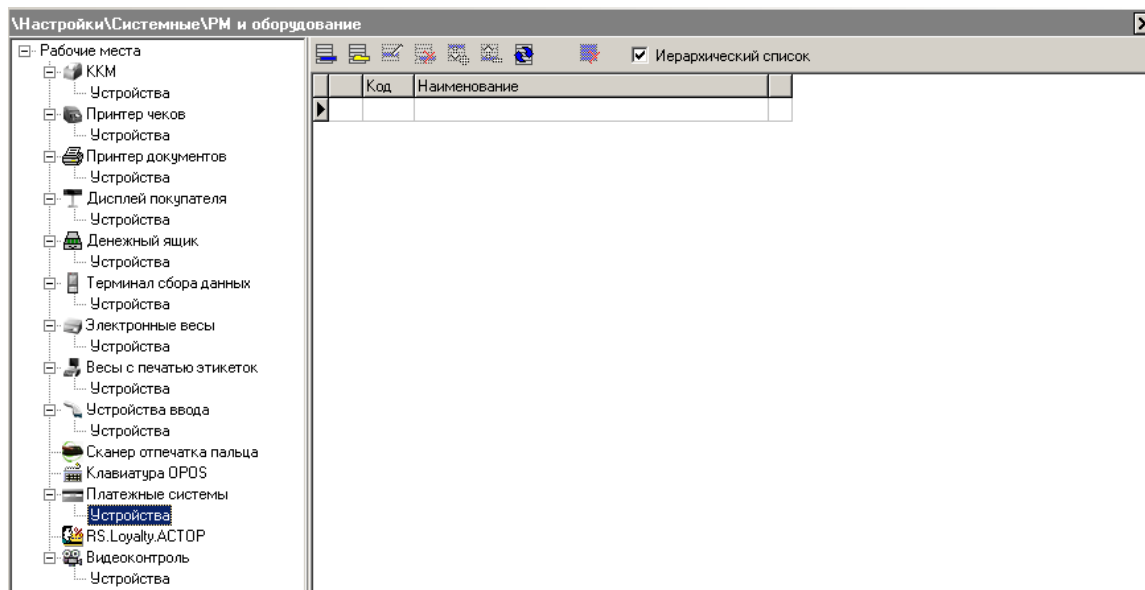 \Настройки\Системные\РМ и оборудование
Рабочие места
ККМ
Устройства
Принтер чеков
Устройства
Принтер документов
Устройства
Дисплей покупателя
Устройства
Денежный ящик
Устройства
Терминал сбора данных
Устройства
Электронные весы
Устройства
Весы с печатью этикеток
Устройства
Устройства ввода
Устройства
Сканер отпечатка пальца
Клавиатура OPOS
Платежные системы
Устройства
RS.Loyalty.АСТОР
Видеоконтроль
Устройства
Иерархический список
Код Наименование